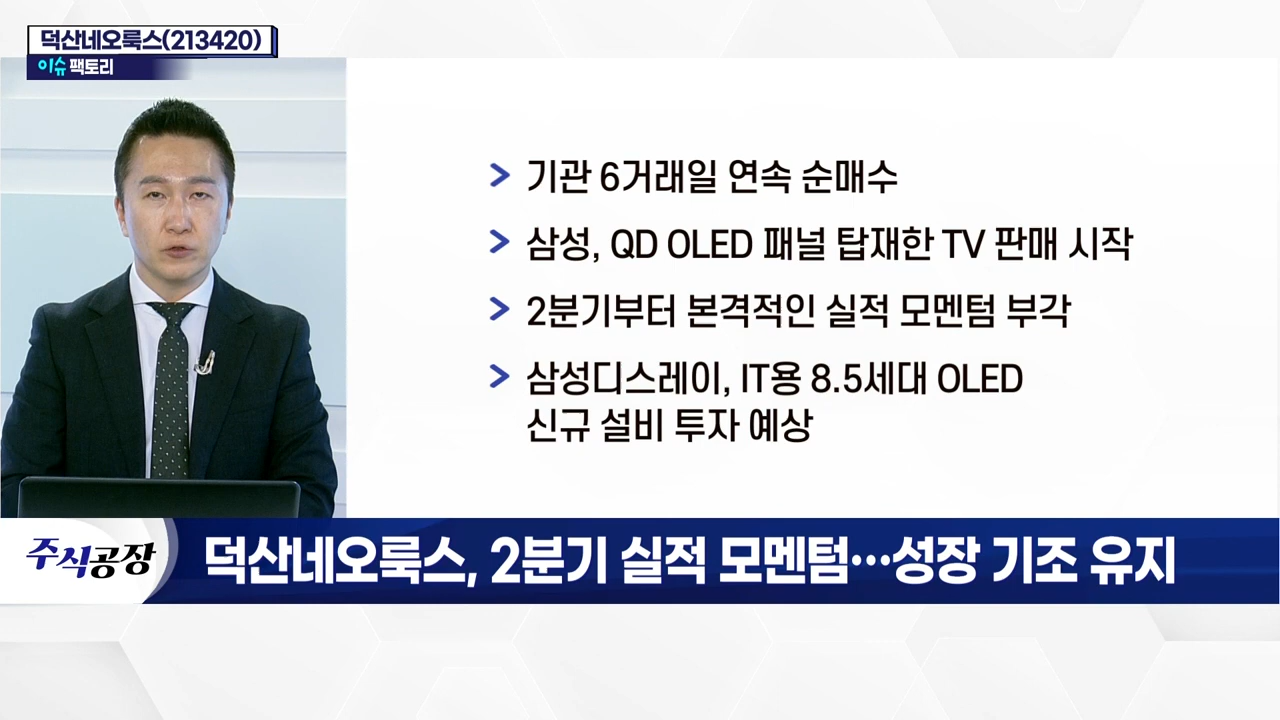 덕산네오룩스(213420)
이슈 팩토리
> 기관 6거래일 연속 순매수
> 삼성, QD OLED 패널 탑재한 TV 판매 시작
> 2분기부터 본격적인 실적 모멘텀 부각
> 삼성디스레이, IT용 8.5세대 OLED
신규 설비 투자 예상
주식공장
덕산네오룩스, 2분기 실적 모멘텀…성장 기조 유지